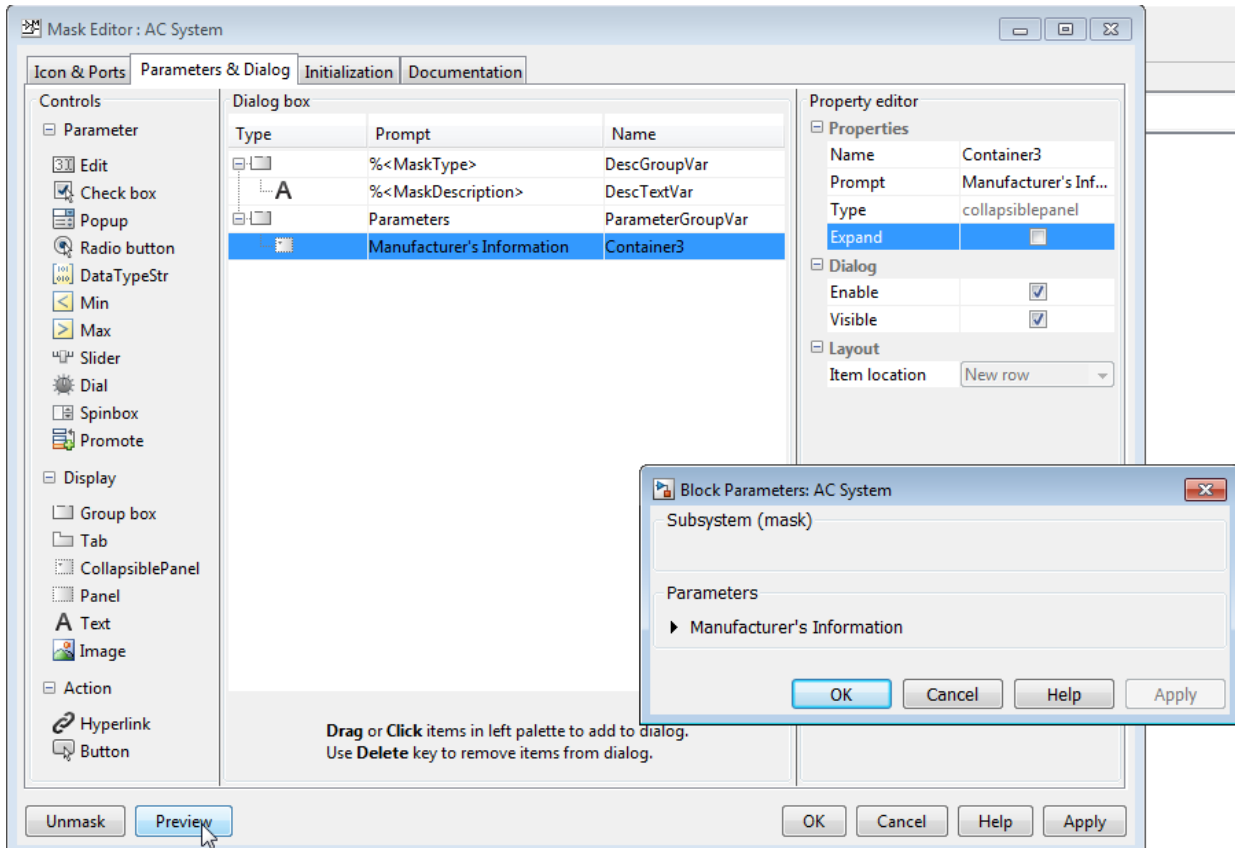 Mask Editor : AC System
Icon & Ports Parameters & Dialog Initialization Documentation
Controls
Parameter
Edit
Check box
Popup
Radio button
DataTypeStr
Min
Max
Slider
Dial
Spinbox
Promote
Display
Group box
Tab
CollapsiblePanel
Panel
A Text
Image
Action
Hyperlink
Button
Dialog box
Type Prompt Name
%<MaskType> DescGroupVar
A %<MaskDescription> DescTextVar
Parameters ParameterGroupVar
Manufacturer's Information Container3
Drag or Click items in left palette to add to dialog.
Use Delete key to remove items from dialog.
Property editor
Properties
Name Container3
Prompt Manufacturer's Inf...
Type collapsiblepanel
Expand
Dialog
Enable
Visible
Layout
Item location New row
Block Parameters: AC System
Subsystem (mask)
Parameters
Manufacturer's Information
OK Cancel Help Apply
Unmask Preview OK Cancel Help Apply